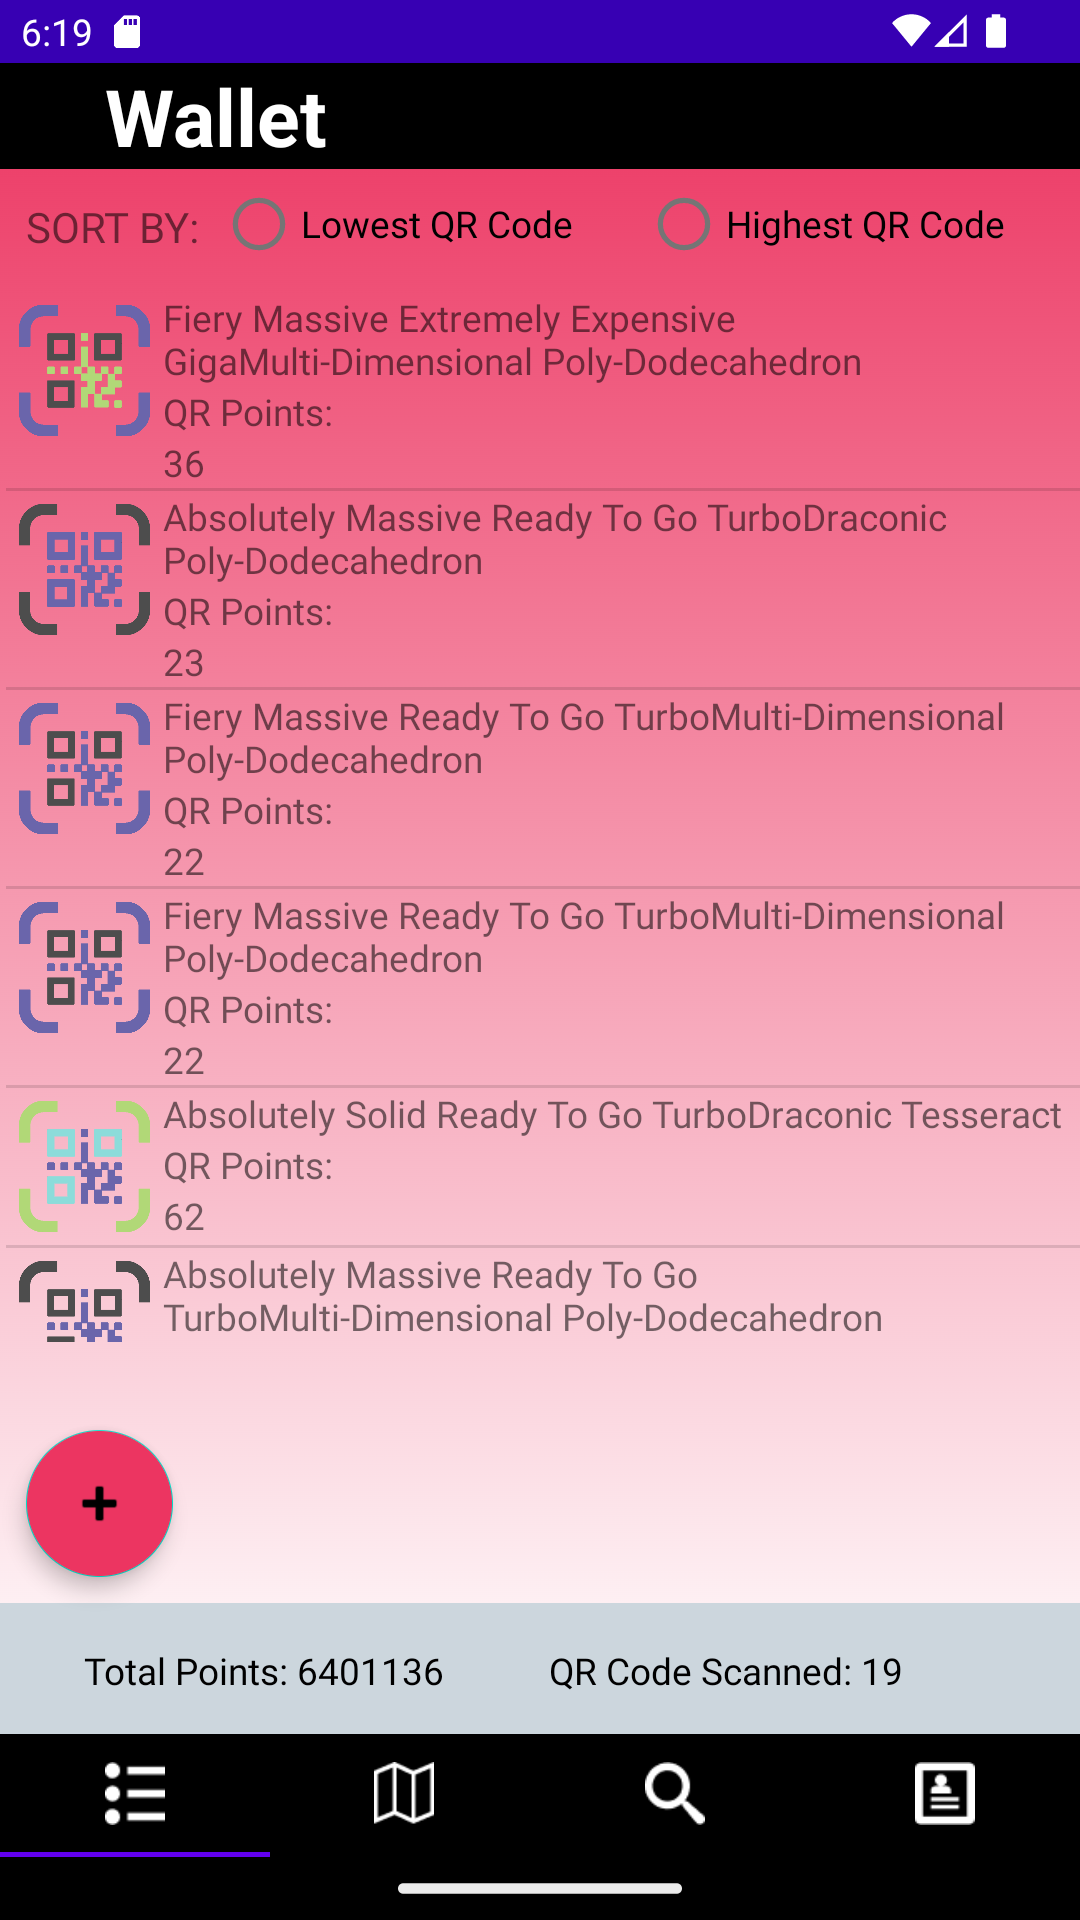 6:19
Wallet
SORT BY:
Lowest QR Code
Highest QR Code
Fiery Massive Extremely Expensive
GigaMulti-Dimensional Poly-Dodecahedron
QR Points:
36
Absolutely Massive Ready To Go TurboDraconic
Poly-Dodecahedron
QR Points:
23
Fiery Massive Ready To Go TurboMulti-Dimensional
Poly-Dodecahedron
QR Points:
22
Fiery Massive Ready To Go TurboMulti-Dimensional
Poly-Dodecahedron
QR Points:
22
Absolutely Solid Ready To Go TurboDraconic Tesseract
QR Points:
62
Absolutely Massive Ready To Go
TurboMulti-Dimensional Poly-Dodecahedron
Total Points: 6401136
QR Code Scanned: 19